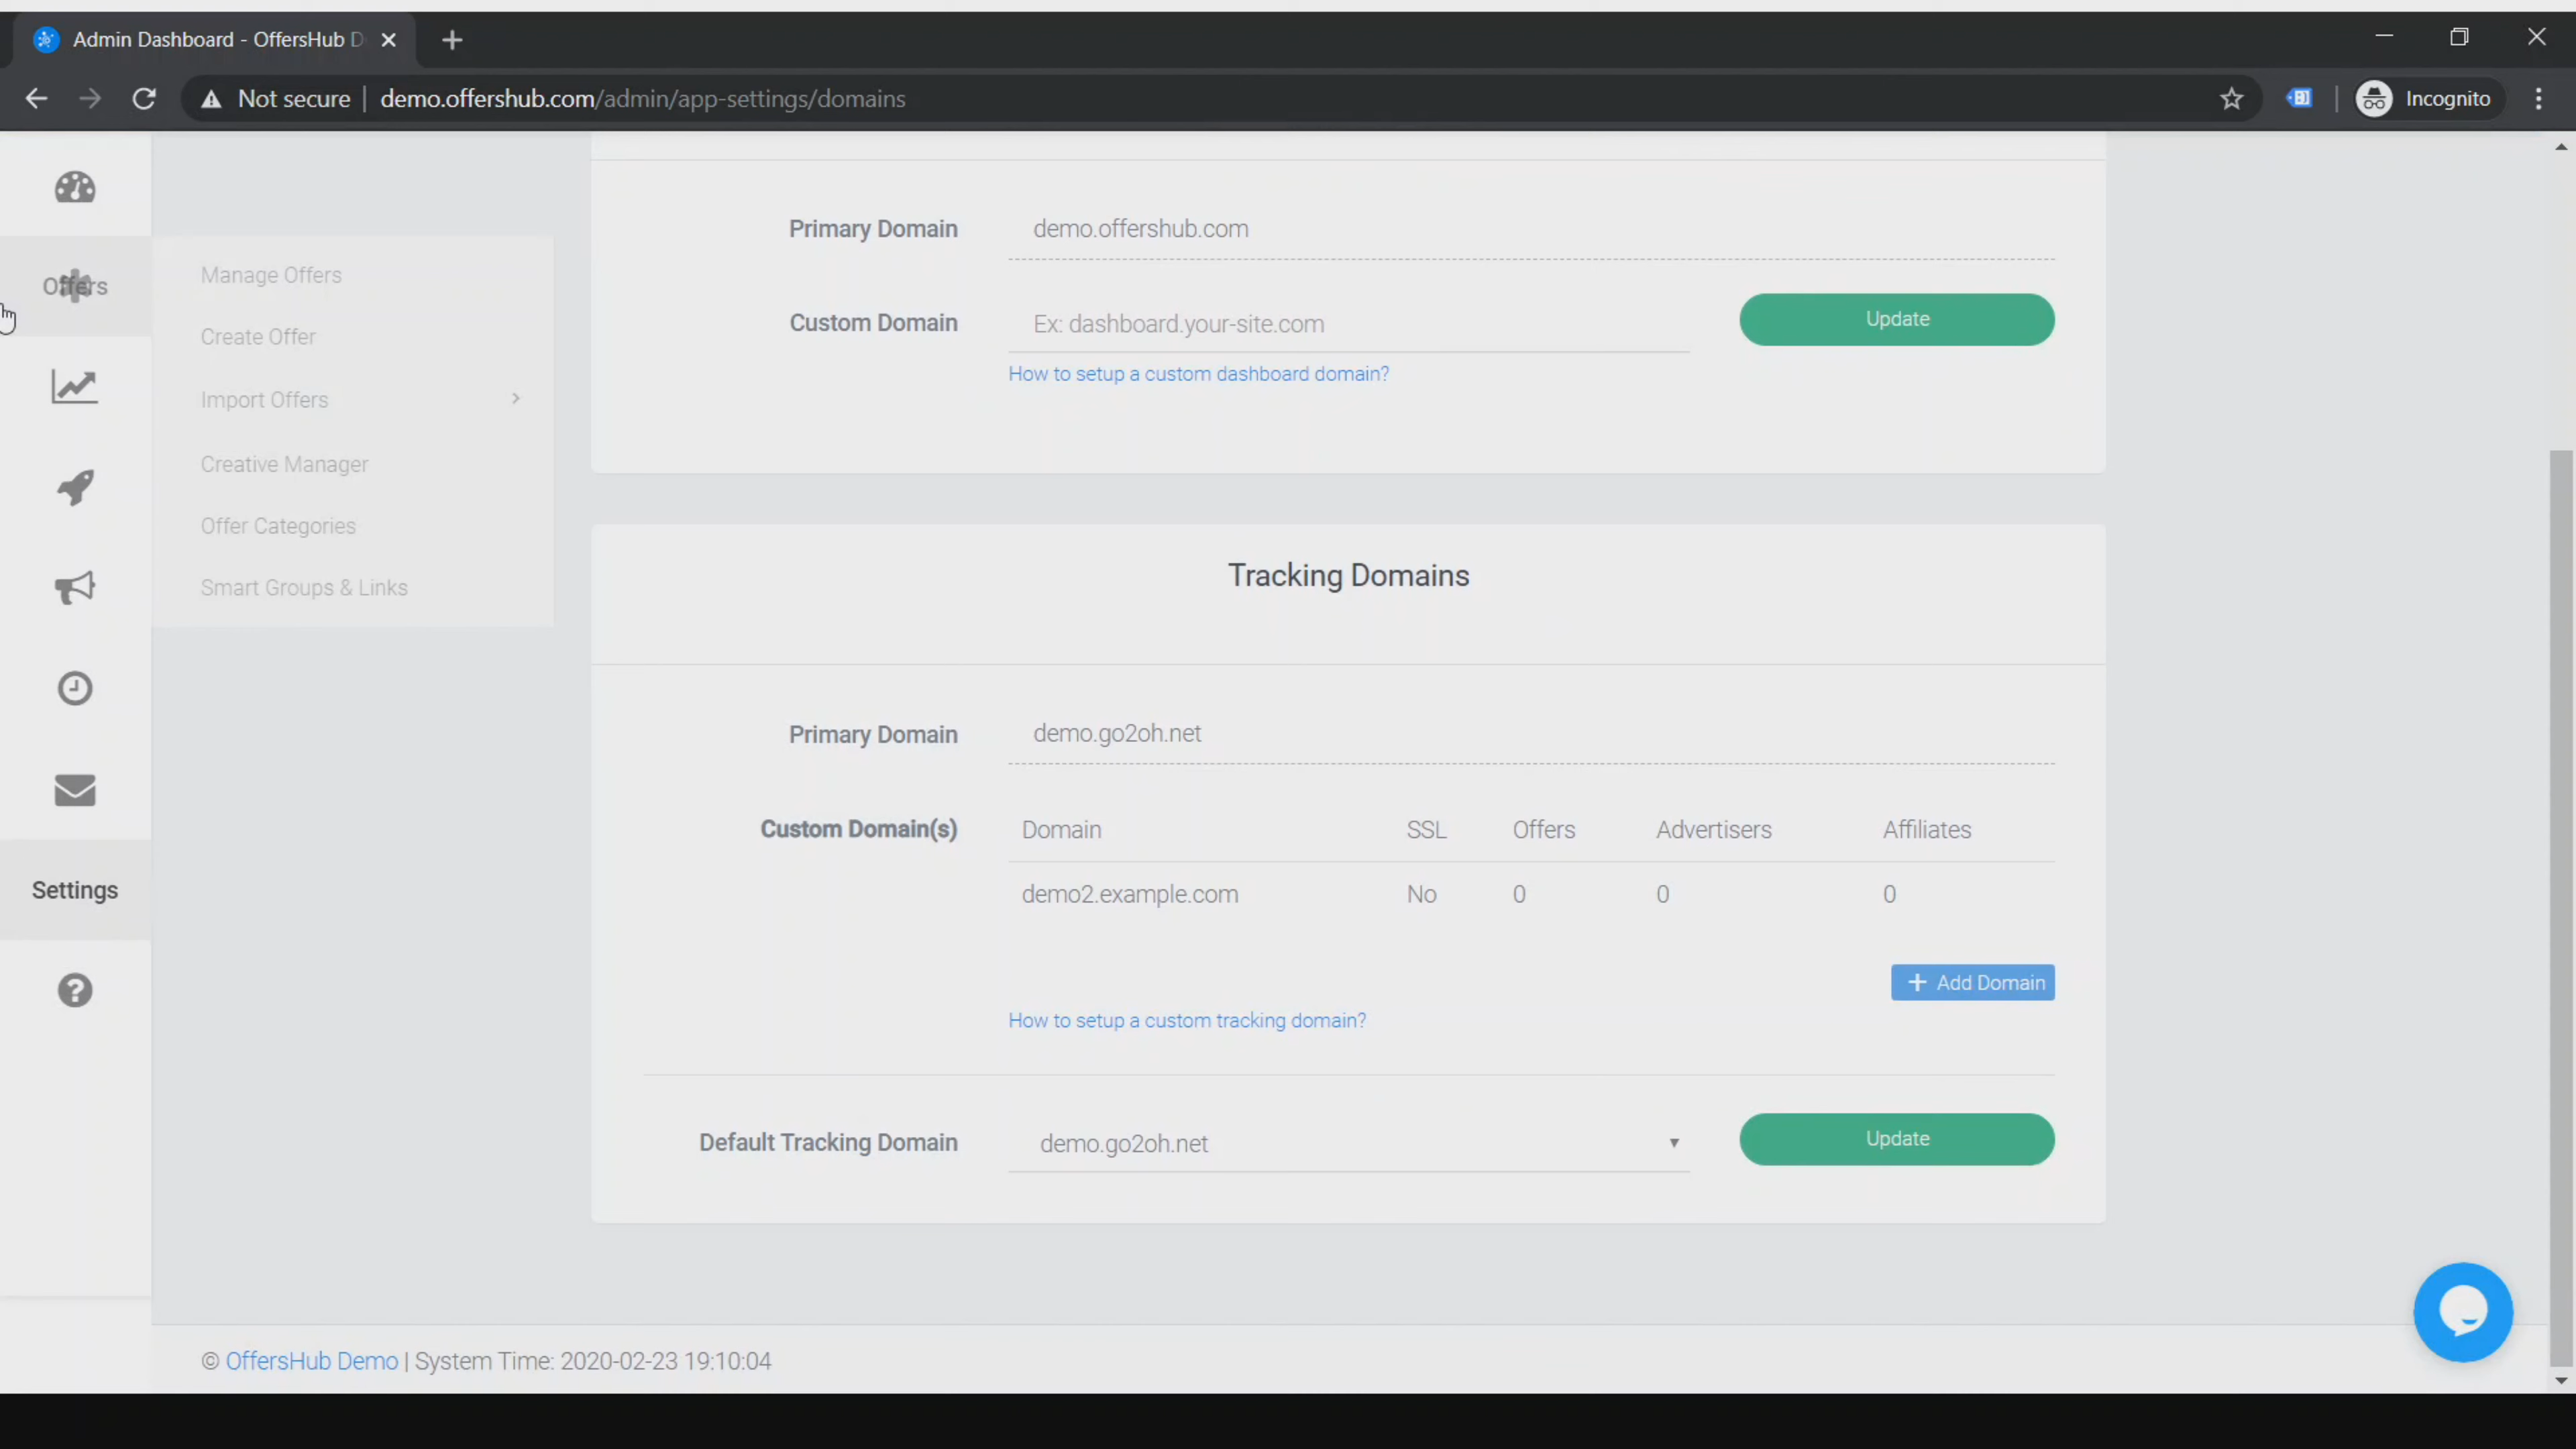 Admin Dashboard - OffersHub D
Not secure | demo.offershub.com/admin/app-settings/domains
Incognito
Offers
Manage Offers
Create Offer
Import Offers
Creative Manager
Offer Categories
Smart Groups & Links
Settings
Primary Domain demo.offershub.com
Custom Domain Ex: dashboard.your-site.com Update
How to setup a custom dashboard domain?
Tracking Domains
Primary Domain demo.go2oh.net
Custom Domain(s) Domain SSL Offers Advertisers Affiliates
demo2.example.com No 0 0 0
+ Add Domain
How to setup a custom tracking domain?
Default Tracking Domain demo.go2oh.net Update
© OffersHub Demo | System Time: 2020-02-23 19:10:04